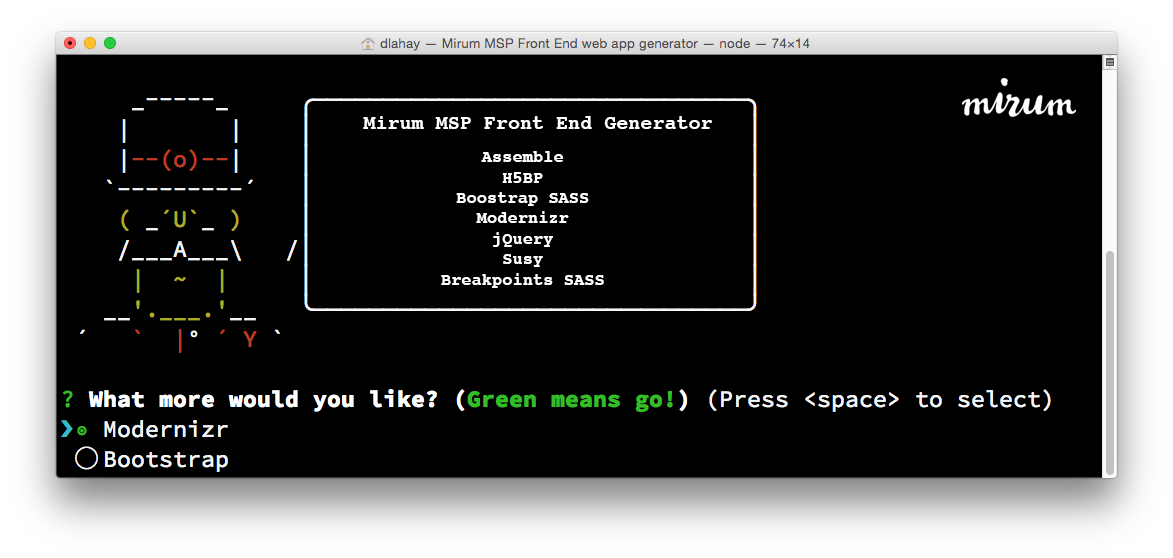 dlahay — Mirum MSP Front End web app generator — node — 74×14
mirum
Mirum MSP Front End Generator
Assemble
H5BP
Boostrap SASS
Modernizr
jQuery
Susy
Breakpoints SASS
_-----_
|       |
|--(o)--|
`---------´
( _´U`_ )
/___A___\   /
|  ~  |
__'.___.'__
´   `  |° ´ Y `
? What more would you like? (Green means go!) (Press <space> to select)
❯◉ Modernizr
◯ Bootstrap